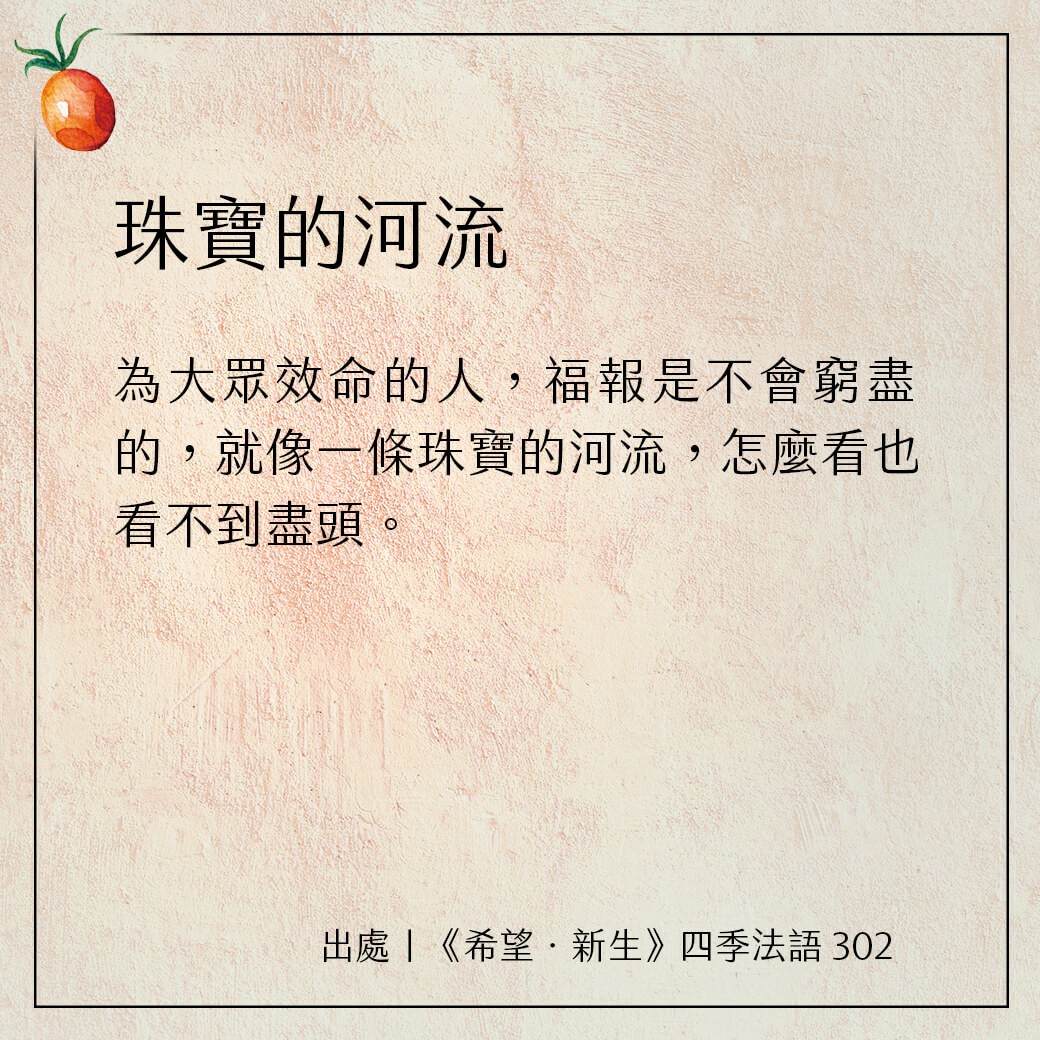 珠寶的河流
為大眾效命的人，福報是不會窮盡
的，就像一條珠寶的河流，怎麼看也
看不到盡頭。
出處｜《希望．新生》四季法語 302